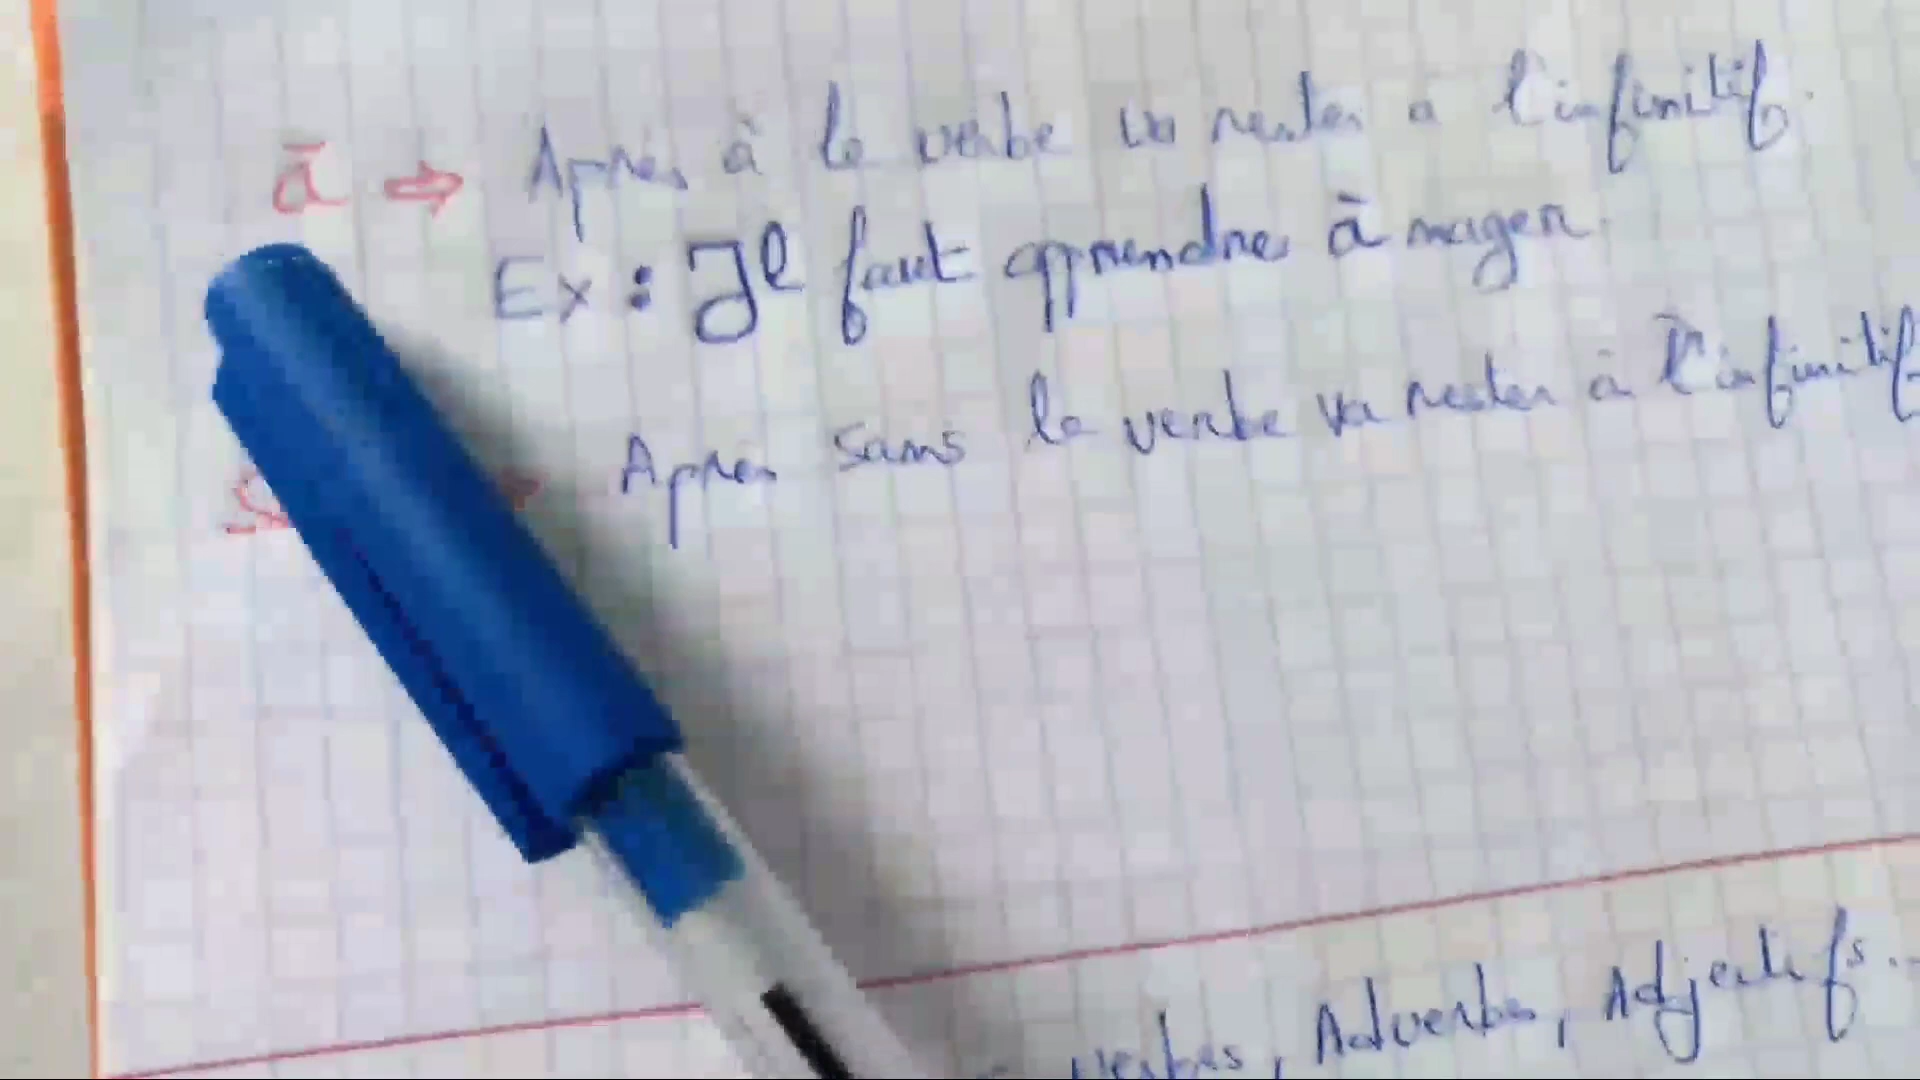 à ⇒ Après à le verbe va rester a l'infinitif.
Ex : Il faut apprendre à nager.
Après sans le verbe va rester à l'infinitif
verbes, Adverbes, Adjectifs..